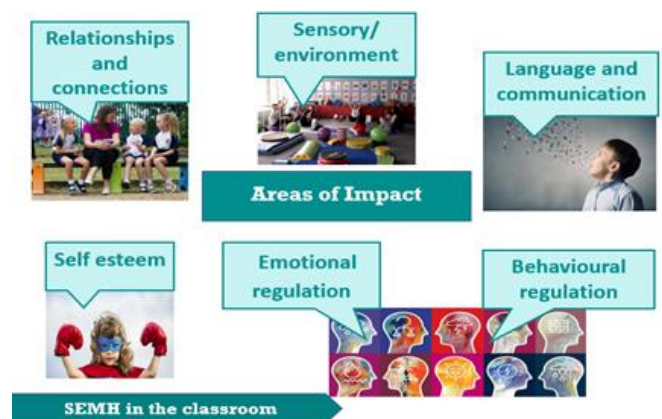 Relationships
and
connections
Sensory/
environment
Language and
communication
Areas of Impact
Self esteem
Emotional
regulation
Behavioural
regulation
SEMH in the classroom